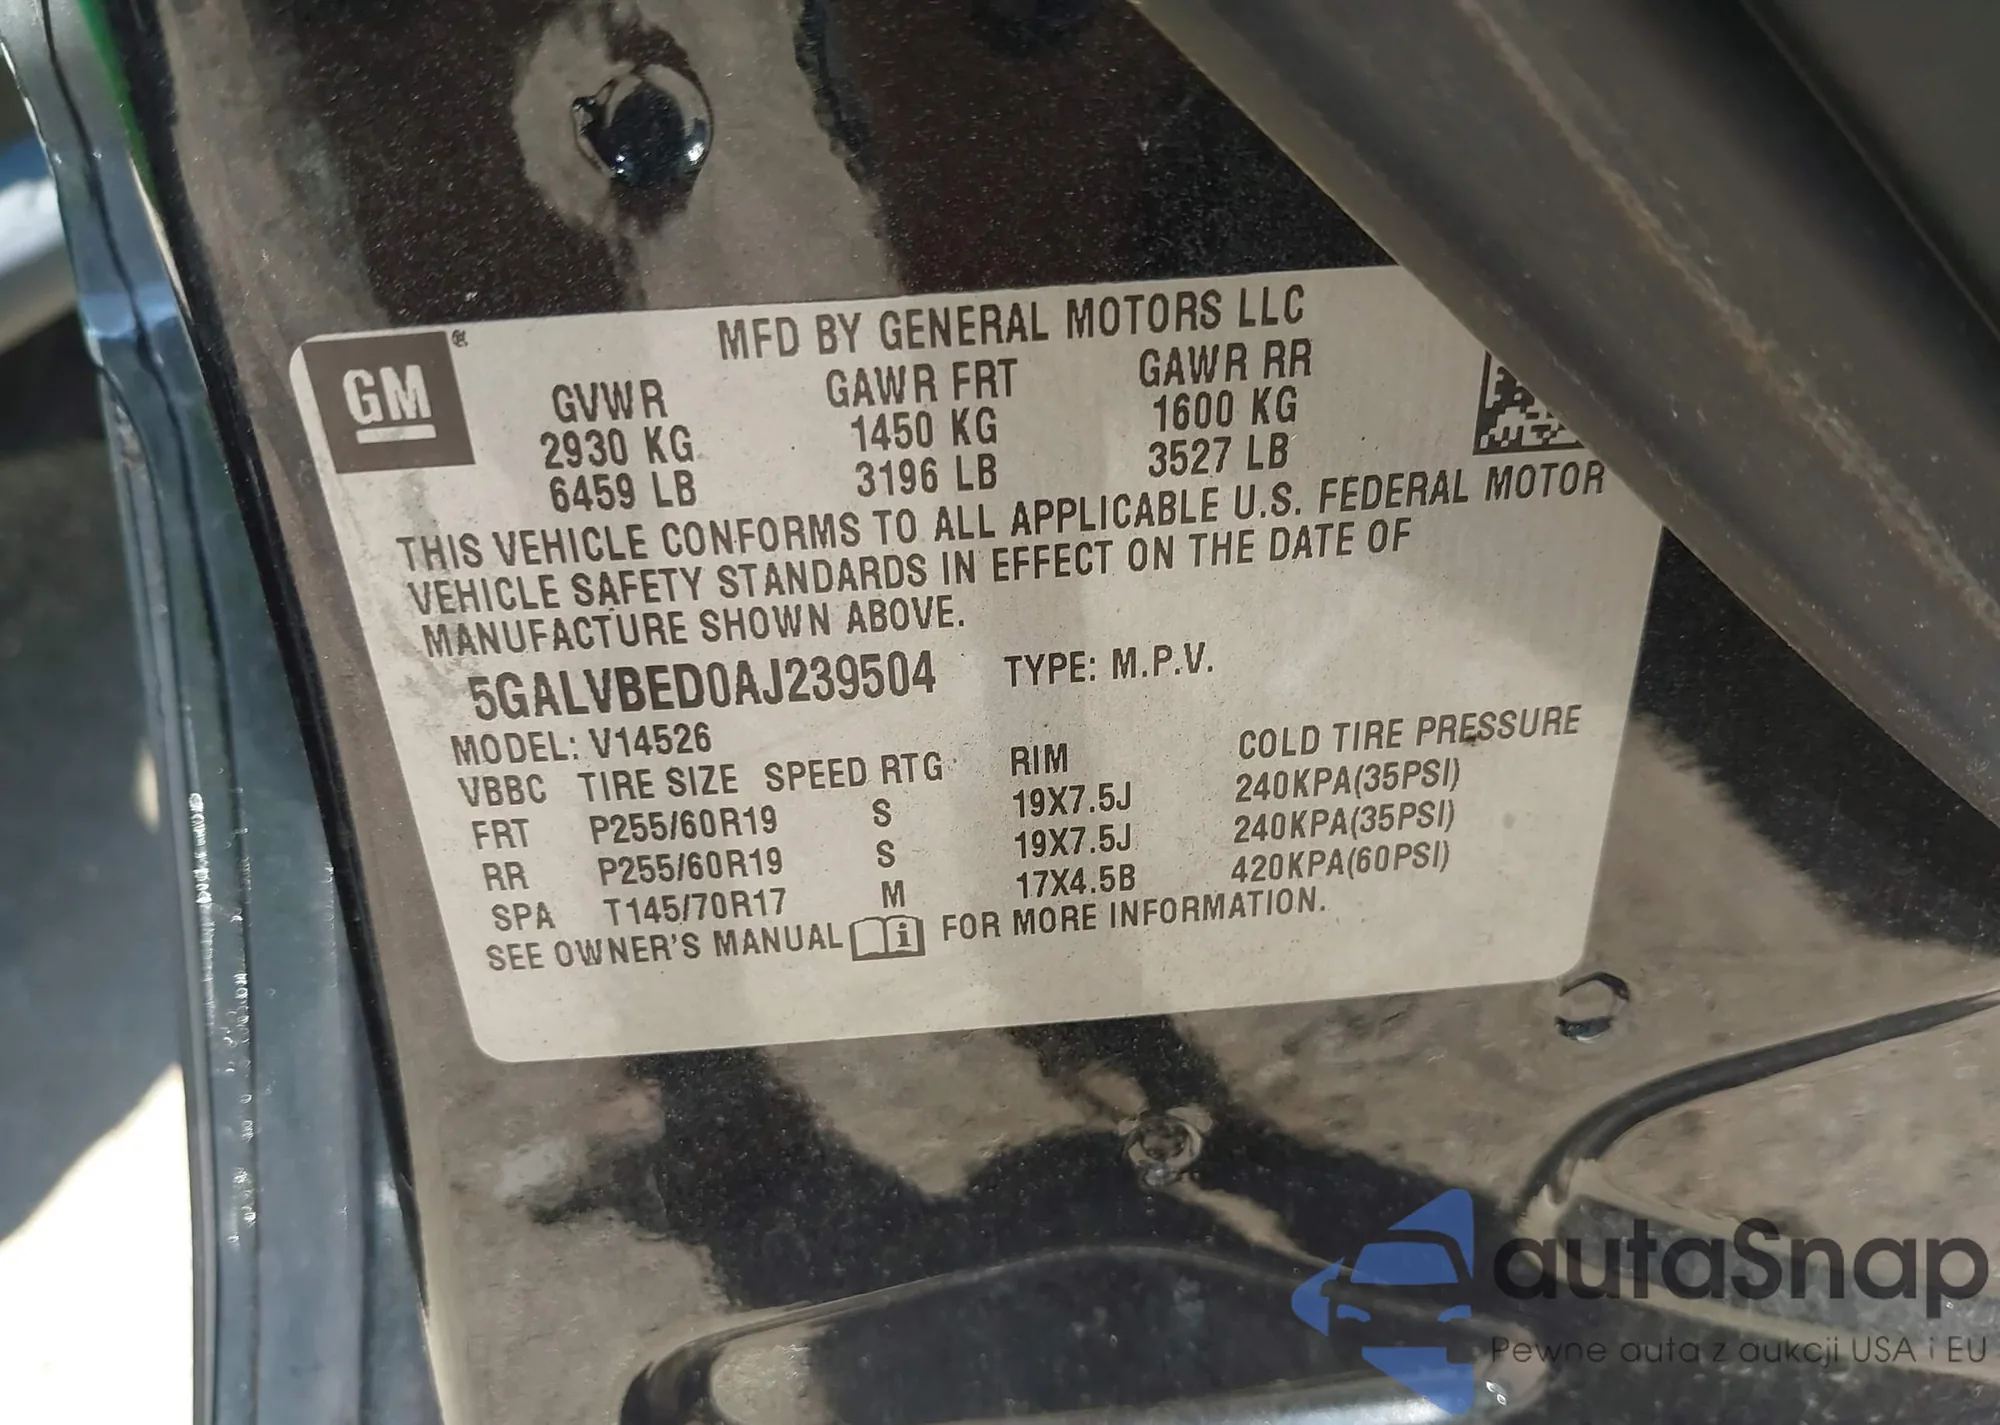 MFD BY GENERAL MOTORS LLC
GM®
GVWR GAWR FRT GAWR RR
2930 KG 1450 KG 1600 KG
6459 LB 3196 LB 3527 LB
THIS VEHICLE CONFORMS TO ALL APPLICABLE U.S. FEDERAL MOTOR
VEHICLE SAFETY STANDARDS IN EFFECT ON THE DATE OF
MANUFACTURE SHOWN ABOVE.
5GALVBED0AJ239504 TYPE: M.P.V.
MODEL: V14526
VBBC TIRE SIZE SPEED RTG RIM COLD TIRE PRESSURE
FRT P255/60R19 S 19X7.5J 240KPA(35PSI)
RR P255/60R19 S 19X7.5J 240KPA(35PSI)
SPA T145/70R17 M 17X4.5B 420KPA(60PSI)
SEE OWNER'S MANUAL i FOR MORE INFORMATION.
autaSnap
Pewne auta z aukcji USA i EU